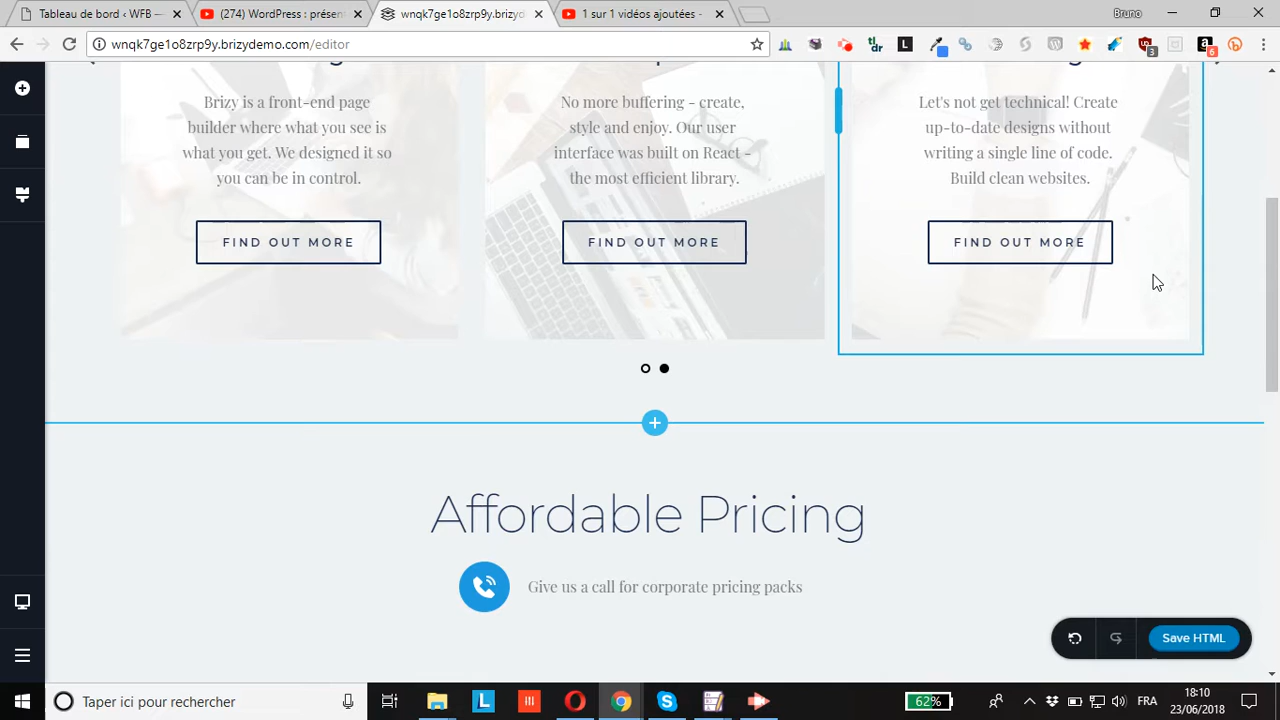 Tableau de bord ‹ WFB —
(274) WordPress : présent
wnqk7ge1o8zrp9y.brizyd
1 sur 1 vidéos ajoutées -
Bruno
wnqk7ge1o8zrp9y.brizydemo.com/editor
tl;dr
L
3
a
6
Brizy is a front-end page
builder where what you see is
what you get. We designed it so
you can be in control.
FIND OUT MORE
No more buffering - create,
style and enjoy. Our user
interface was built on React -
the most efficient library.
FIND OUT MORE
Let's not get technical! Create
up-to-date designs without
writing a single line of code.
Build clean websites.
FIND OUT MORE
Affordable Pricing
Give us a call for corporate pricing packs
Save HTML
Taper ici pour rechercher
L
62%
FRA
18:10
23/06/2018